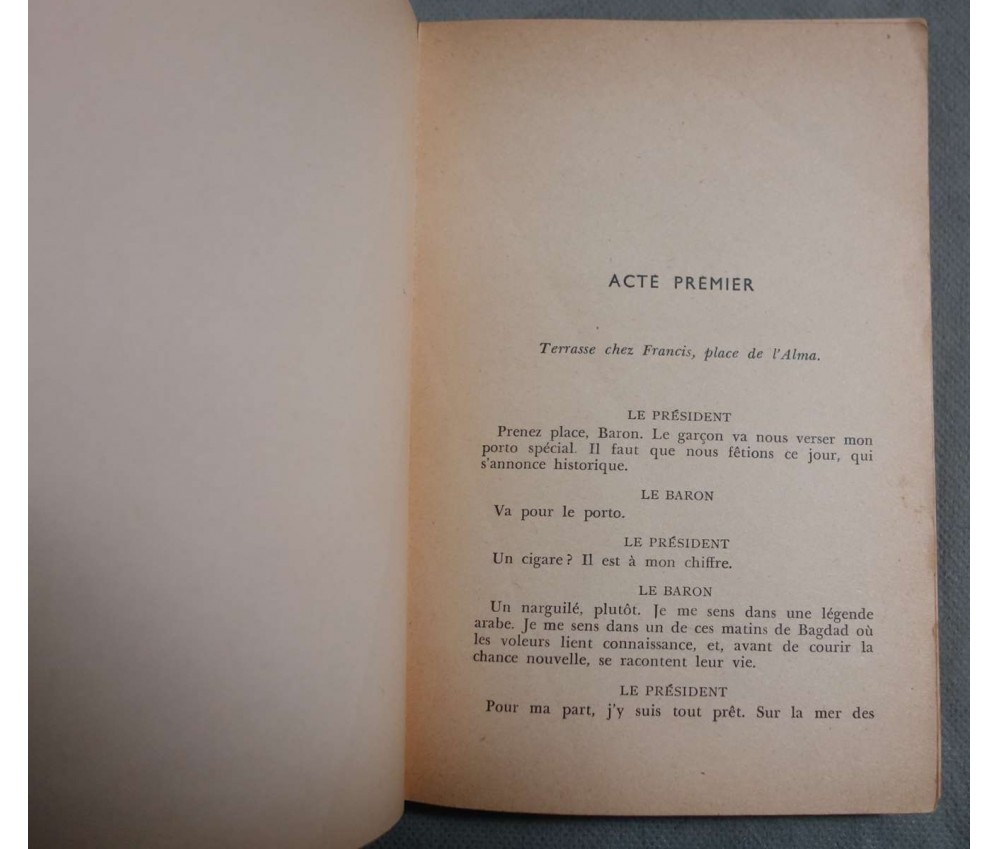 ACTE PREMIER
Terrasse chez Francis, place de l'Alma.
LE PRÉSIDENT
Prenez place, Baron. Le garçon va nous verser mon
porto spécial. Il faut que nous fêtions ce jour, qui
s'annonce historique.
LE BARON
Va pour le porto.
LE PRÉSIDENT
Un cigare ? Il est à mon chiffre.
LE BARON
Un narguilé, plutôt. Je me sens dans une légende
arabe. Je me sens dans un de ces matins de Bagdad où
les voleurs lient connaissance, et, avant de courir la
chance nouvelle, se racontent leur vie.
LE PRÉSIDENT
Pour ma part, j'y suis tout prêt. Sur la mer des